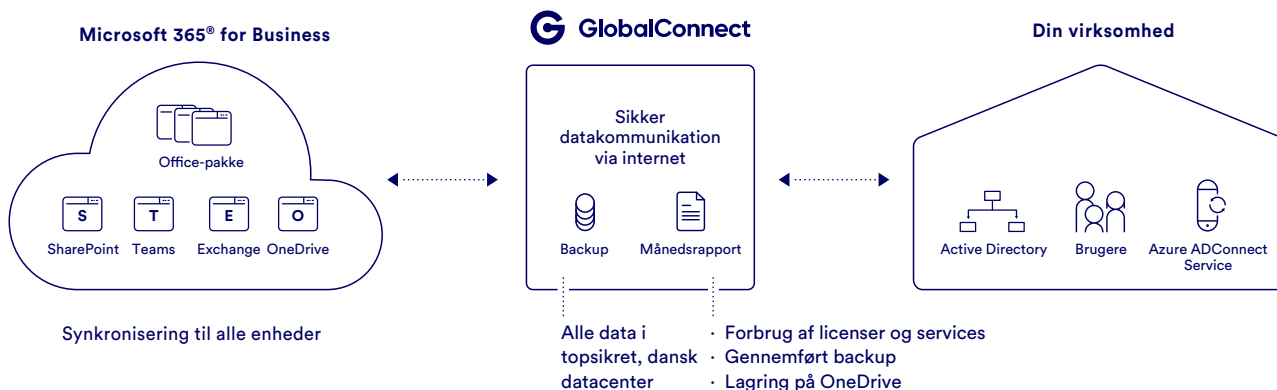 Microsoft 365® for Business
Office-pakke
S
T
E
O
SharePoint
Teams
Exchange
OneDrive
Synkronisering til alle enheder
GlobalConnect
Sikker
datakommunikation
via internet
Backup
Månedsrapport
Alle data i
topsikret, dansk
datacenter
· Forbrug af licenser og services
· Gennemført backup
· Lagring på OneDrive
Din virksomhed
Active Directory
Brugere
Azure ADConnect
Service